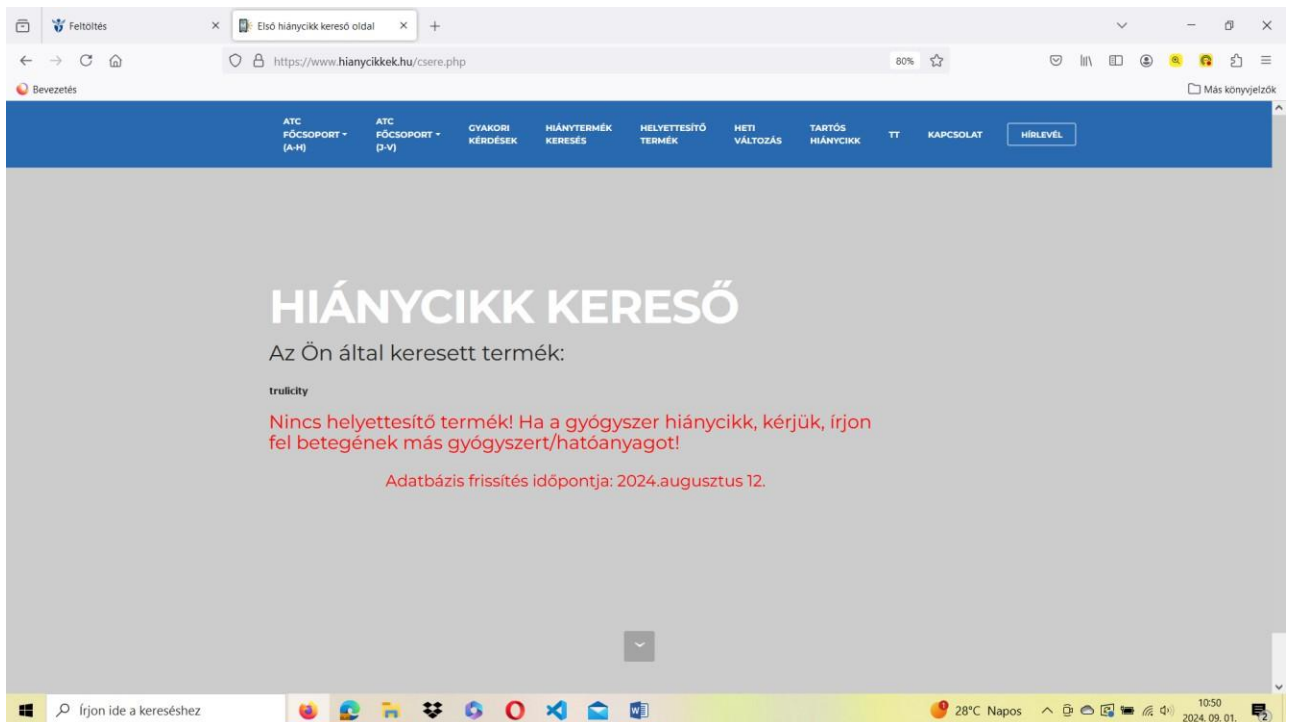 Feltöltés
Első hiánycikk kereső oldal
https://www.hianycikkek.hu/csere.php
80%
Bevezetés
Más könyvjelzők
ATC FŐCSOPORT (A-H)
ATC FŐCSOPORT (J-V)
GYAKORI KÉRDÉSEK
HIÁNYTERMÉK KERESÉS
HELYETTESÍTŐ TERMÉK
HETI VÁLTOZÁS
TARTÓS HIÁNYCIKK
TT
KAPCSOLAT
HÍRLEVÉL
HIÁNYCIKK KERESŐ
Az Ön által keresett termék:
trulicity
Nincs helyettesítő termék! Ha a gyógyszer hiánycikk, kérjük, írjon
fel betegének más gyógyszert/hatóanyagot!
Adatbázis frissítés időpontja: 2024.augusztus 12.
Írjon ide a kereséshez
28°C Napos
10:50
2024. 09. 01.
2